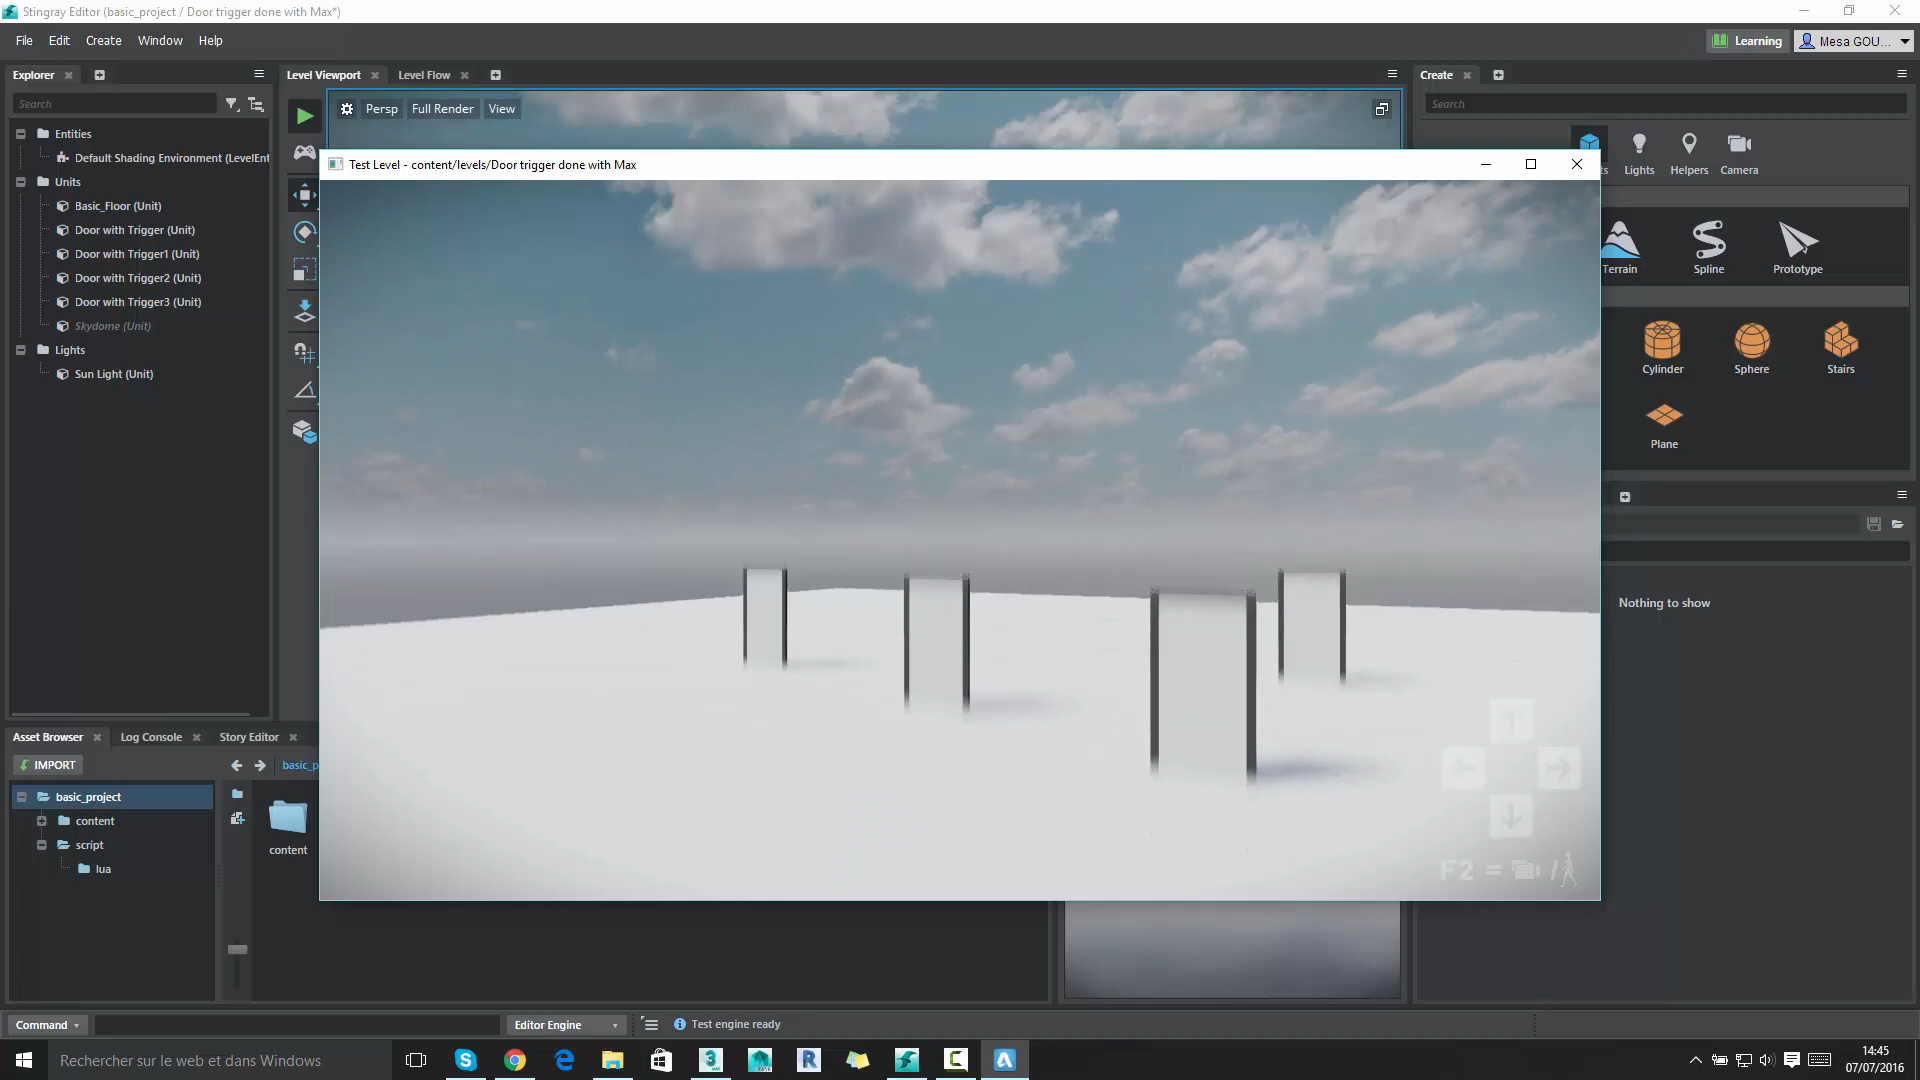 Stingray Editor (basic_project / Door trigger done with Max*)
File Edit Create Window Help
Learning
Mesa GOU...
Explorer
Level Viewport Level Flow
Create
Search
Search
Persp Full Render View
Entities
Default Shading Environment (LevelEnt
Units
Basic_Floor (Unit)
Door with Trigger (Unit)
Door with Trigger1 (Unit)
Door with Trigger2 (Unit)
Door with Trigger3 (Unit)
Skydome (Unit)
Lights
Sun Light (Unit)
Test Level - content/levels/Door trigger done with Max
ts Lights Helpers Camera
Terrain Spline Prototype
Cylinder Sphere Stairs
Plane
Nothing to show
F2 = /
Asset Browser Log Console Story Editor
IMPORT
basic_p
basic_project
content
script
lua
content
Command
Editor Engine
Test engine ready
Rechercher sur le web et dans Windows
14:45
07/07/2016